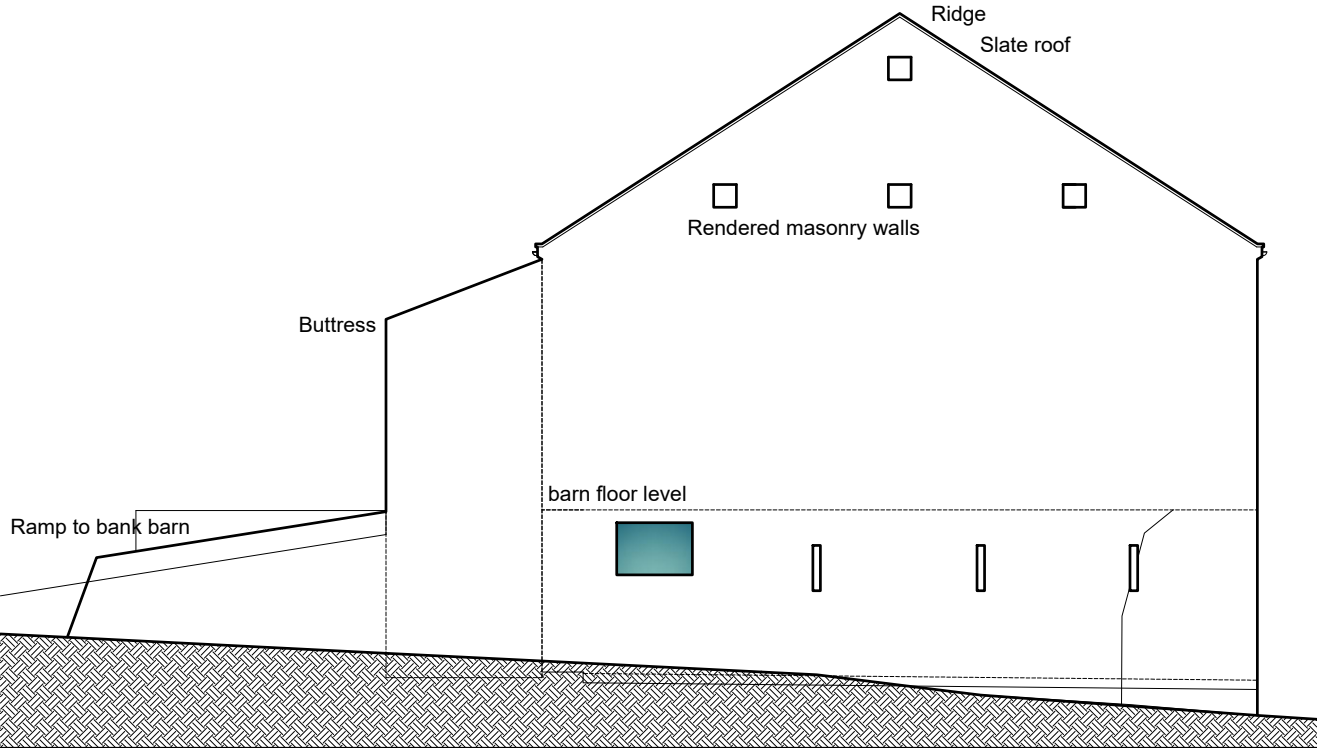 Ridge
Slate roof
Rendered masonry walls
Buttress
barn floor level
Ramp to bank barn